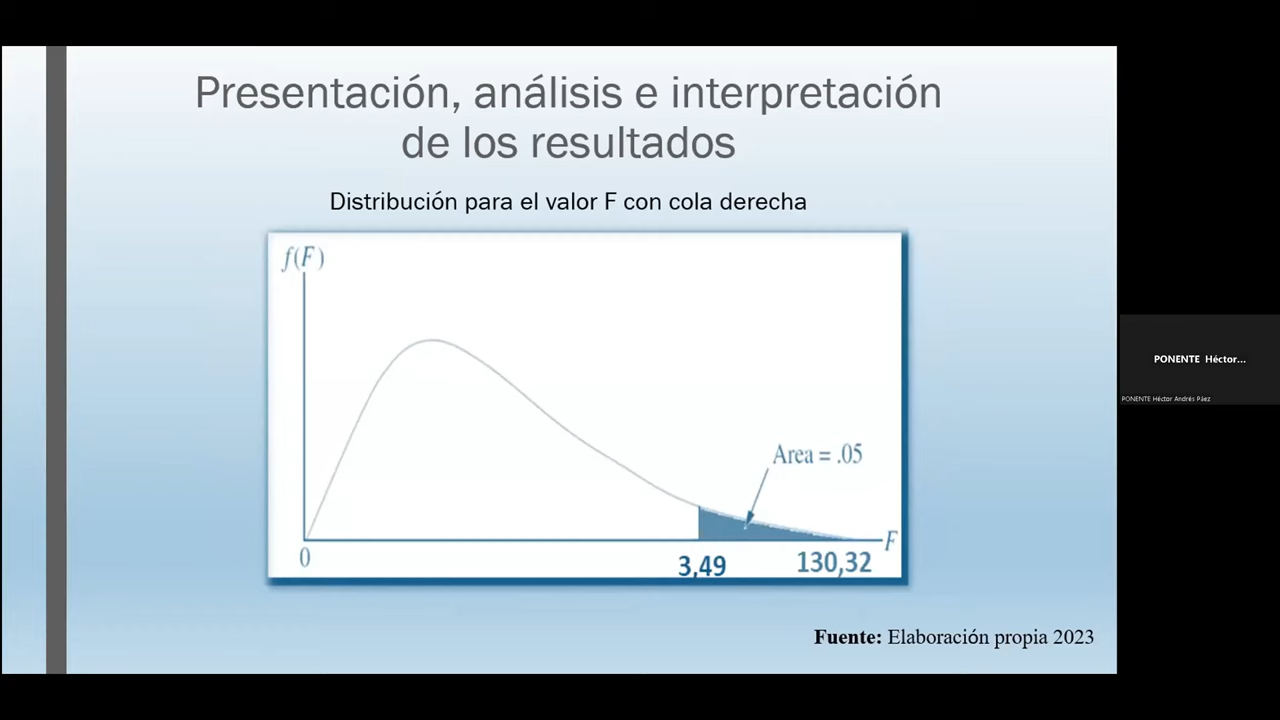 Presentación, análisis e interpretación
de los resultados
Distribución para el valor F con cola derecha
f(F)
Area = .05
F
0
3,49
130,32
Fuente: Elaboración propia 2023
PONENTE Héctor...
PONENTE Héctor Andrés Páez